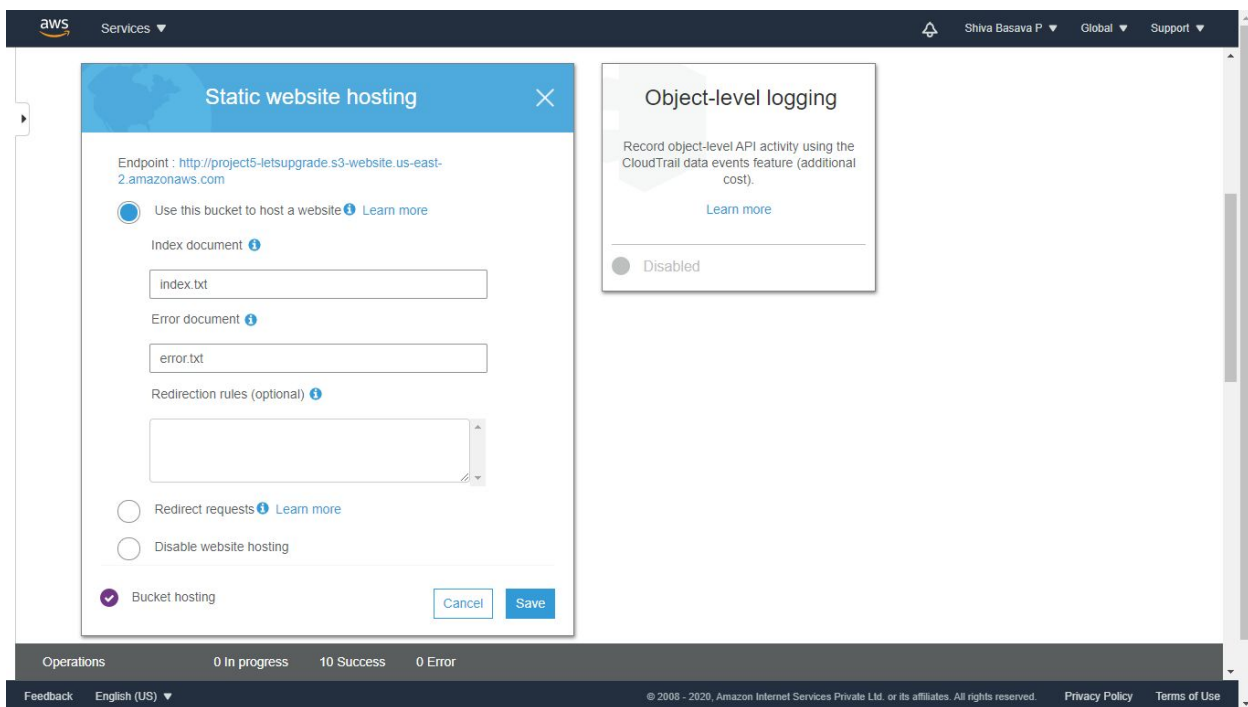 aws Services Shiva Basava P Global Support
Static website hosting
Endpoint : http://project5-letsupgrade.s3-website.us-east-
2.amazonaws.com
Use this bucket to host a website Learn more
Index document
index.txt
Error document
error.txt
Redirection rules (optional)
Redirect requests Learn more
Disable website hosting
Bucket hosting
Cancel Save
Object-level logging
Record object-level API activity using the
CloudTrail data events feature (additional
cost).
Learn more
Disabled
Operations 0 In progress 10 Success 0 Error
Feedback English (US) © 2008 - 2020, Amazon Internet Services Private Ltd. or its affiliates. All rights reserved. Privacy Policy Terms of Use